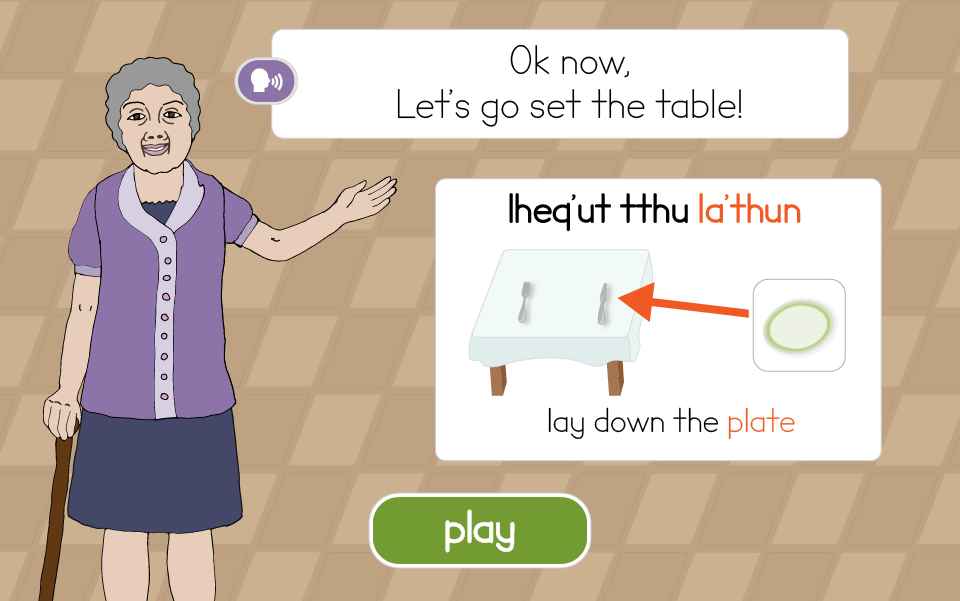 Ok now,
Let's go set the table!
lheq'ut tthu la'thun
lay down the plate
play